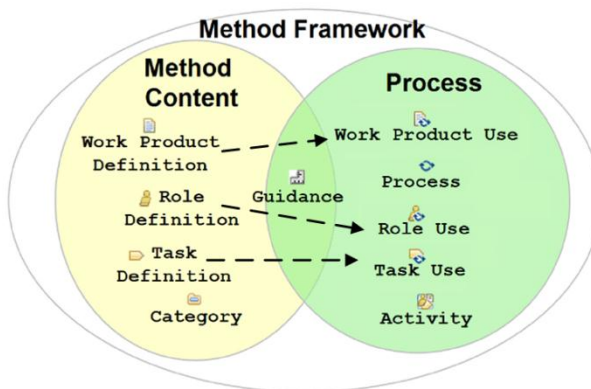 Method Framework
Method
Content
Work Product
Definition
Role
Definition
Task
Definition
Category
Guidance
Process
Work Product Use
Process
Role Use
Task Use
Activity